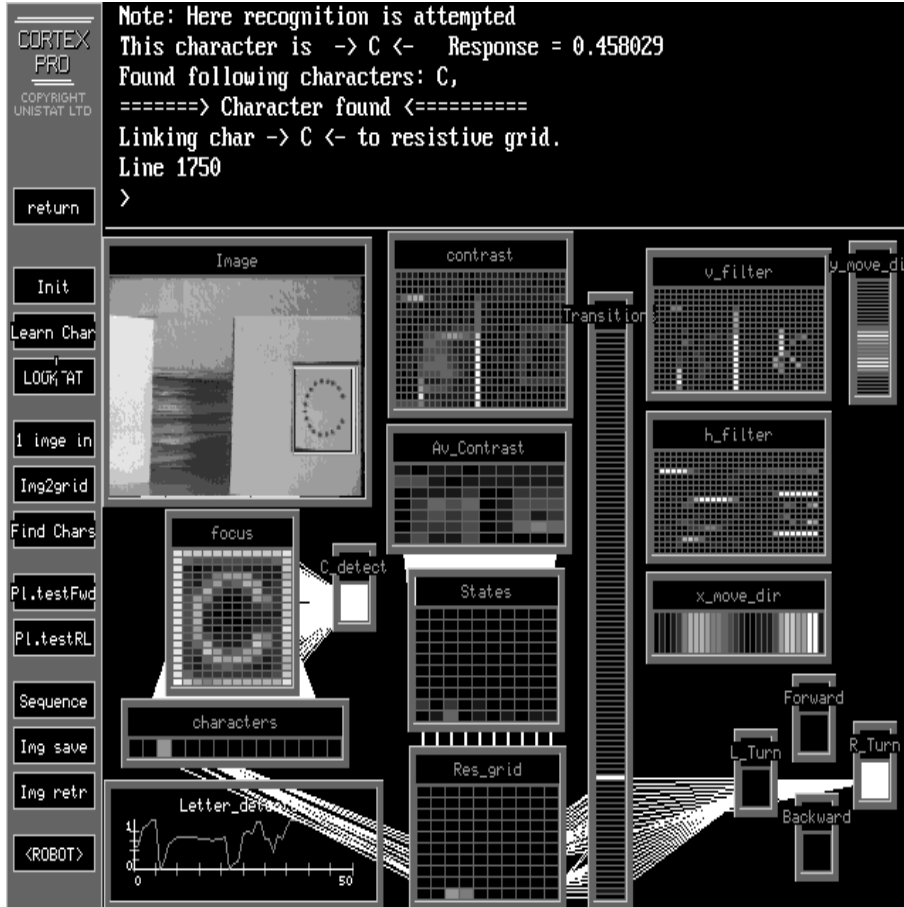 Note: Here recognition is attempted
This character is -> C <- Response = 0.458029
Found following characters: C,
=======> Character found <==========
Linking char -> C <- to resistive grid.
Line 1750
>
CORTEX
PRO
COPYRIGHT
UNISTAT LTD
return
Init
Learn Char
LOOK AT
1 imge in
Img2grid
Find Chars
Pl.testFwd
Pl.testRL
Sequence
Img save
Img retr
<ROBOT>
Image
contrast
Transitions
v_filter
y_move_di
Av_Contrast
h_filter
focus
C_detect
States
x_move_dir
characters
Res_grid
Forward
L_Turn
R_Turn
Backward
1
0
0
50